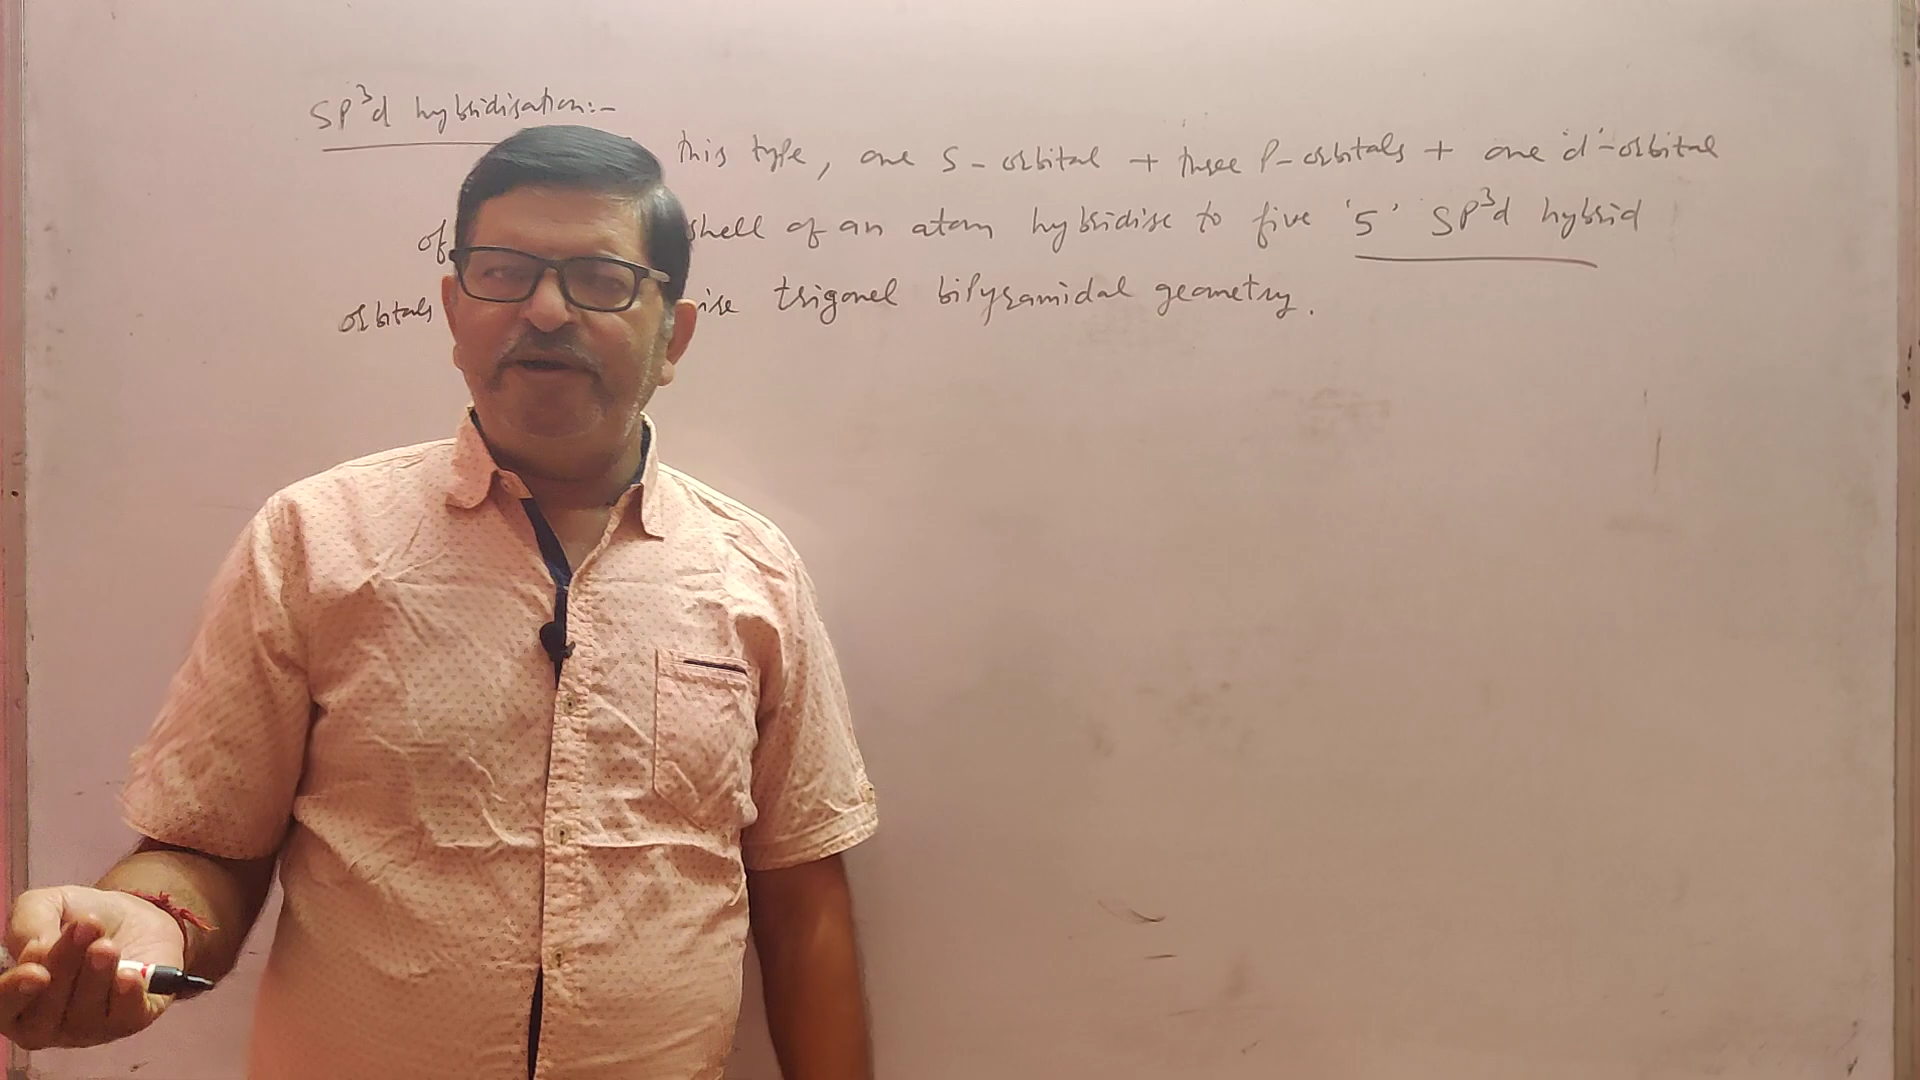 SP³d hybridisation:-
this type, one S-orbital + three P-orbitals + one 'd'-orbital
of shell of an atom hybridise to five '5' SP³d hybrid
orbitals trigonal bipyramidal geometry.